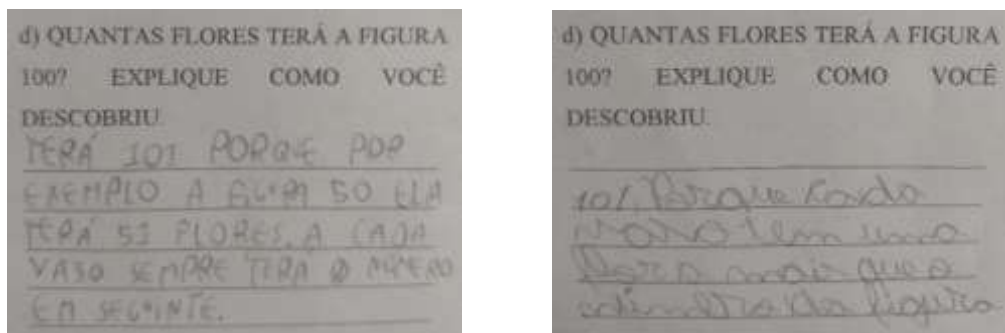 d) QUANTAS FLORES TERÁ A FIGURA
100? EXPLIQUE COMO VOCÊ
DESCOBRIU.
TERÁ 101 PORQUE POR
EXEMPLO A 50 ELA
TERÁ 51 FLORES. A CADA
VASO SEMPRE TERÁ O NÚMERO
EM SEGUINTE.
d) QUANTAS FLORES TERÁ A FIGURA
100? EXPLIQUE COMO VOCÊ
DESCOBRIU.
101. Porque Cada
vaso tem uma
mais que o
da figura